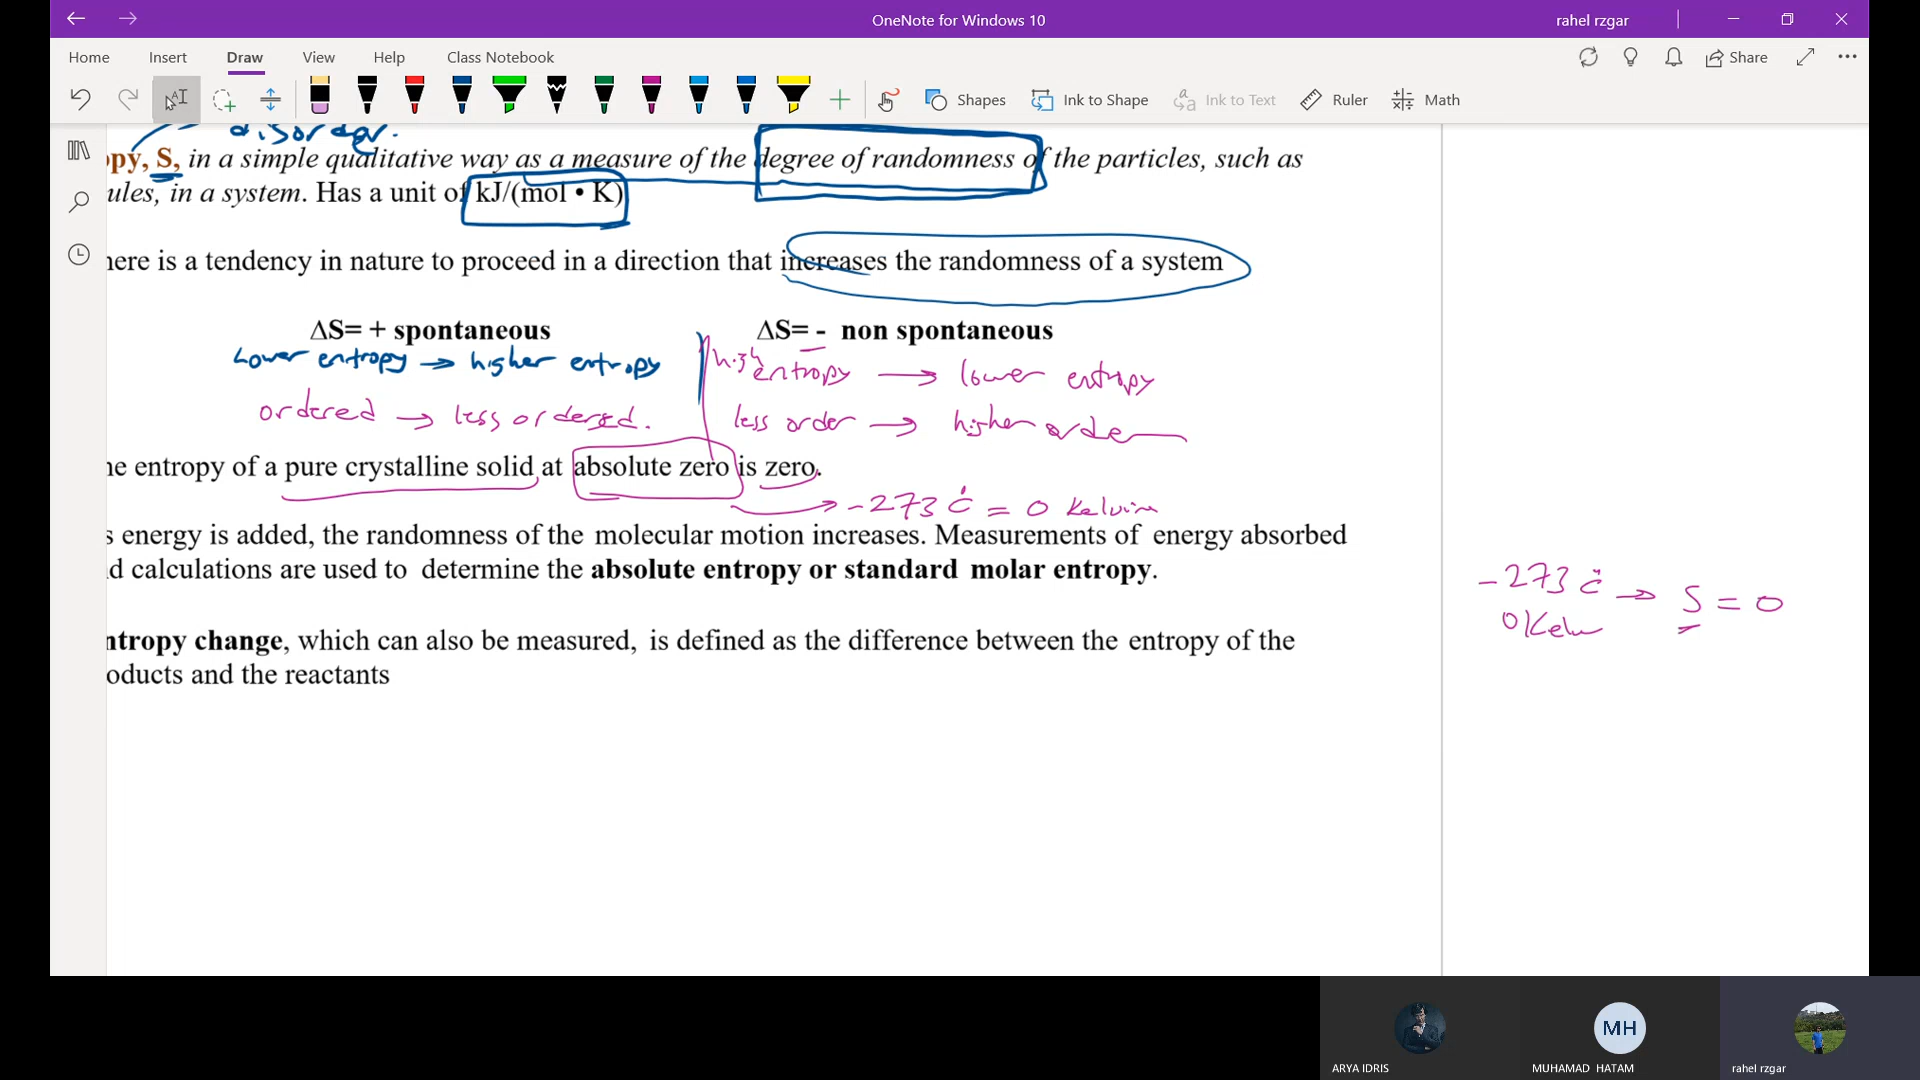 OneNote for Windows 10
rahel rzgar
Home Insert Draw View Help Class Notebook
Share
Shapes Ink to Shape Ink to Text Ruler Math
disorder.
opy, S, in a simple qualitative way as a measure of the degree of randomness of the particles, such as
ules, in a system. Has a unit of kJ/(mol • K)
here is a tendency in nature to proceed in a direction that increases the randomness of a system
ΔS= + spontaneous ΔS= - non spontaneous
Lower entropy → higher entropy high entropy → lower entropy
ordered → less ordered. less order → higher order
he entropy of a pure crystalline solid at absolute zero is zero.
→ -273 C° = 0 Kelvin
s energy is added, the randomness of the molecular motion increases. Measurements of energy absorbed
d calculations are used to determine the absolute entropy or standard molar entropy.
-273 C° → S = 0
0 Kelv
ntropy change, which can also be measured, is defined as the difference between the entropy of the
oducts and the reactants
MH
ARYA IDRIS MUHAMAD HATAM rahel rzgar